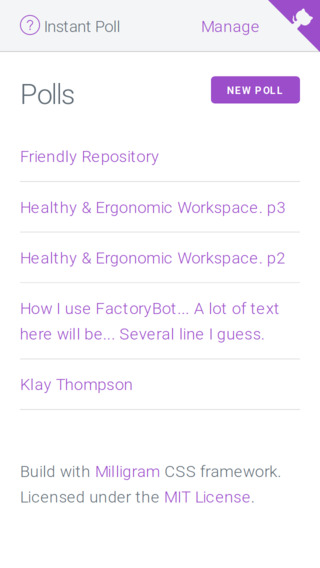 ? Instant Poll
Manage
Polls
NEW POLL
Friendly Repository
Healthy & Ergonomic Workspace. p3
Healthy & Ergonomic Workspace. p2
How I use FactoryBot... A lot of text
here will be... Several line I guess.
Klay Thompson
Build with Milligram CSS framework.
Licensed under the MIT License.